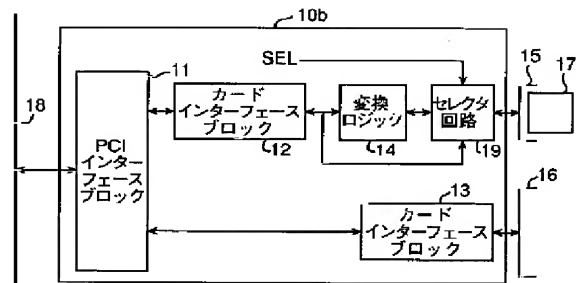 10b
SEL
11
15
17
カード
インターフェース
ブロック
変換
ロジッツ
セレクタ
回路
18
PCI
インター
フェース
ブロック
12
14
19
13
16
カード
インターフェース
ブロック